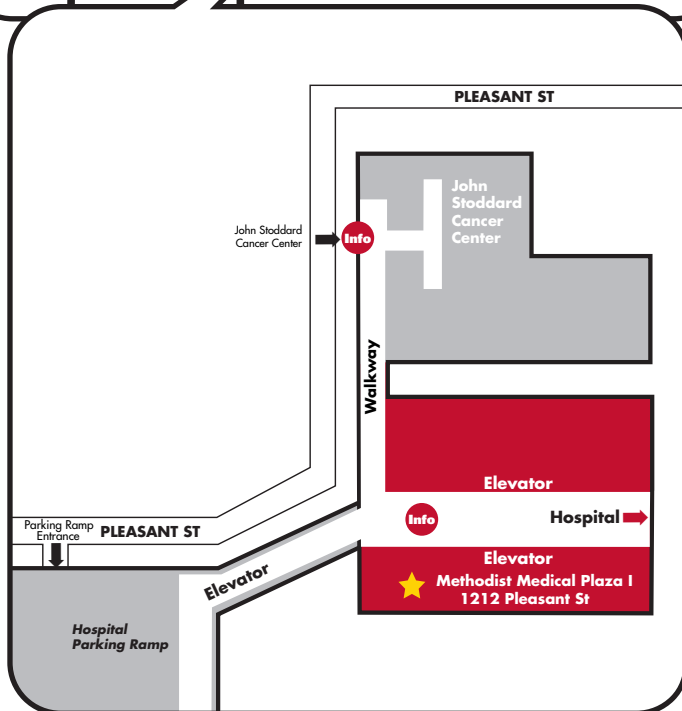 PLEASANT ST
John
Stoddard
Cancer
Center
John Stoddard
Cancer Center
Info
Walkway
Elevator
Parking Ramp
Entrance
PLEASANT ST
Info
Hospital
Elevator
Elevator
Methodist Medical Plaza I
1212 Pleasant St
Hospital
Parking Ramp